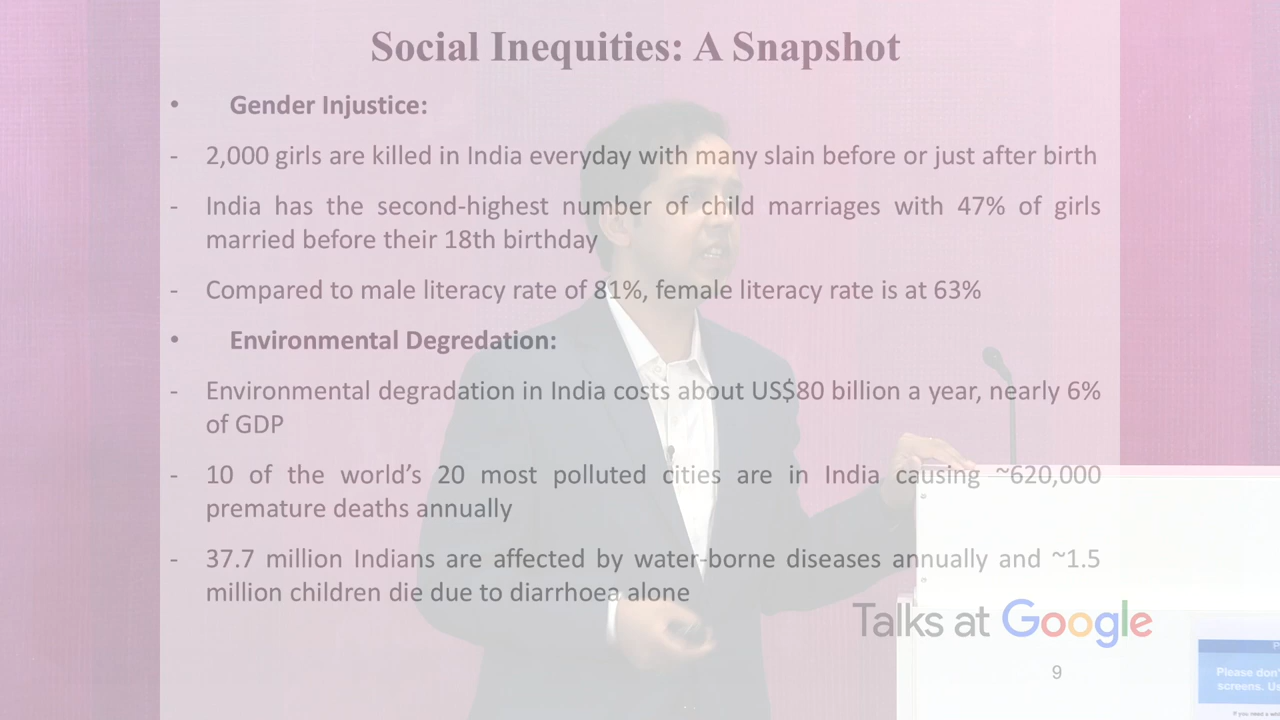 Social Inequities: A Snapshot
• Gender Injustice:
- 2,000 girls are killed in India everyday with many slain before or just after birth
- India has the second-highest number of child marriages with 47% of girls
married before their 18th birthday
- Compared to male literacy rate of 81%, female literacy rate is at 63%
• Environmental Degredation:
- Environmental degradation in India costs about US$80 billion a year, nearly 6%
of GDP
- 10 of the world's 20 most polluted cities are in India causing ~620,000
premature deaths annually
- 37.7 million Indians are affected by water-borne diseases annually and ~1.5
million children die due to diarrhoea alone
Talks at Google
9
Please don'
screens. Us
If you need a